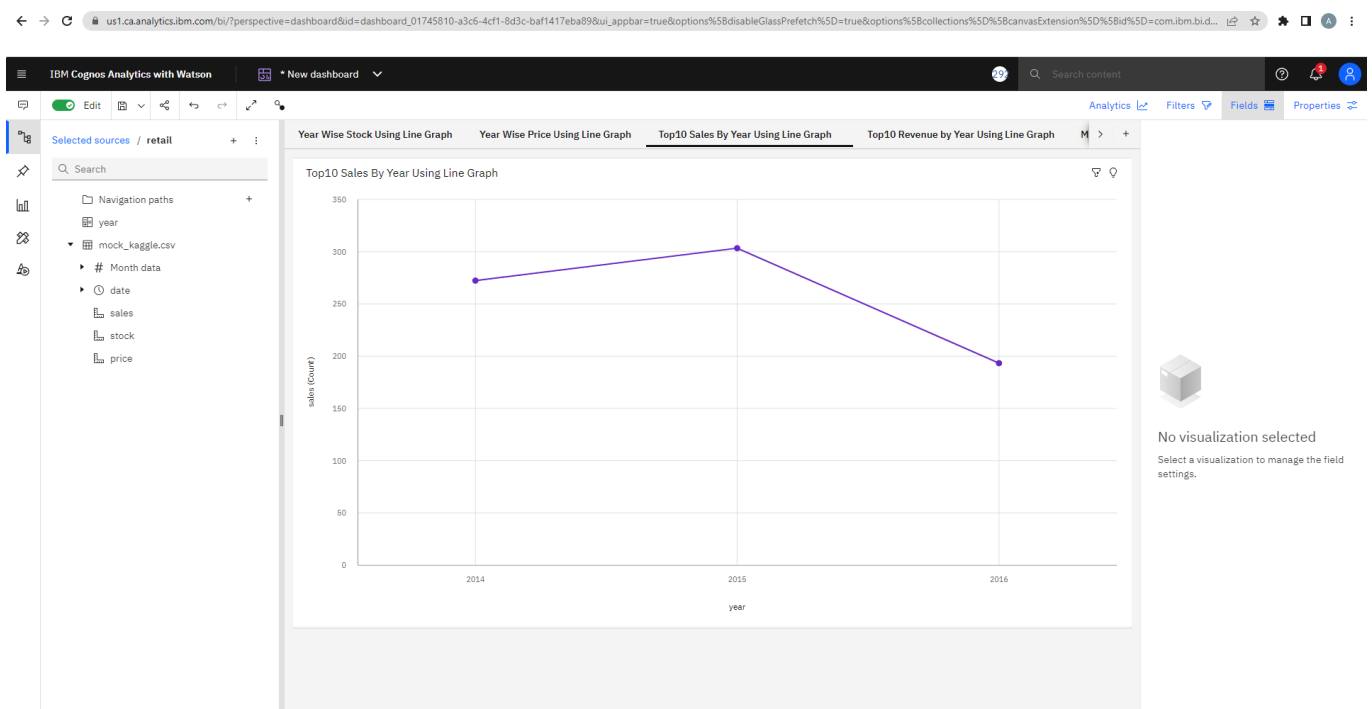 us1.ca.analytics.ibm.com/bi/?perspective=dashboard&id=dashboard_01745810-a3c6-4cf1-8d3c-baf1417eba89&ui_appbar=true&options%5BdisableGlassPrefetch%5D=true&options%5Bcollections%5D%5BcanvasExtension%5D%5Bid%5D=com.ibm.bi.d... A
IBM Cognos Analytics with Watson * New dashboard 292 Search content 1
Edit Analytics Filters Fields Properties
Selected sources / retail +
Search
Navigation paths +
year
mock_kaggle.csv
# Month data
date
sales
stock
price
Year Wise Stock Using Line Graph Year Wise Price Using Line Graph Top10 Sales By Year Using Line Graph Top10 Revenue by Year Using Line Graph M > +
Top10 Sales By Year Using Line Graph
350
300
250
200
150
100
50
0
sales (Count)
2014 2015 2016
year
No visualization selected
Select a visualization to manage the field
settings.